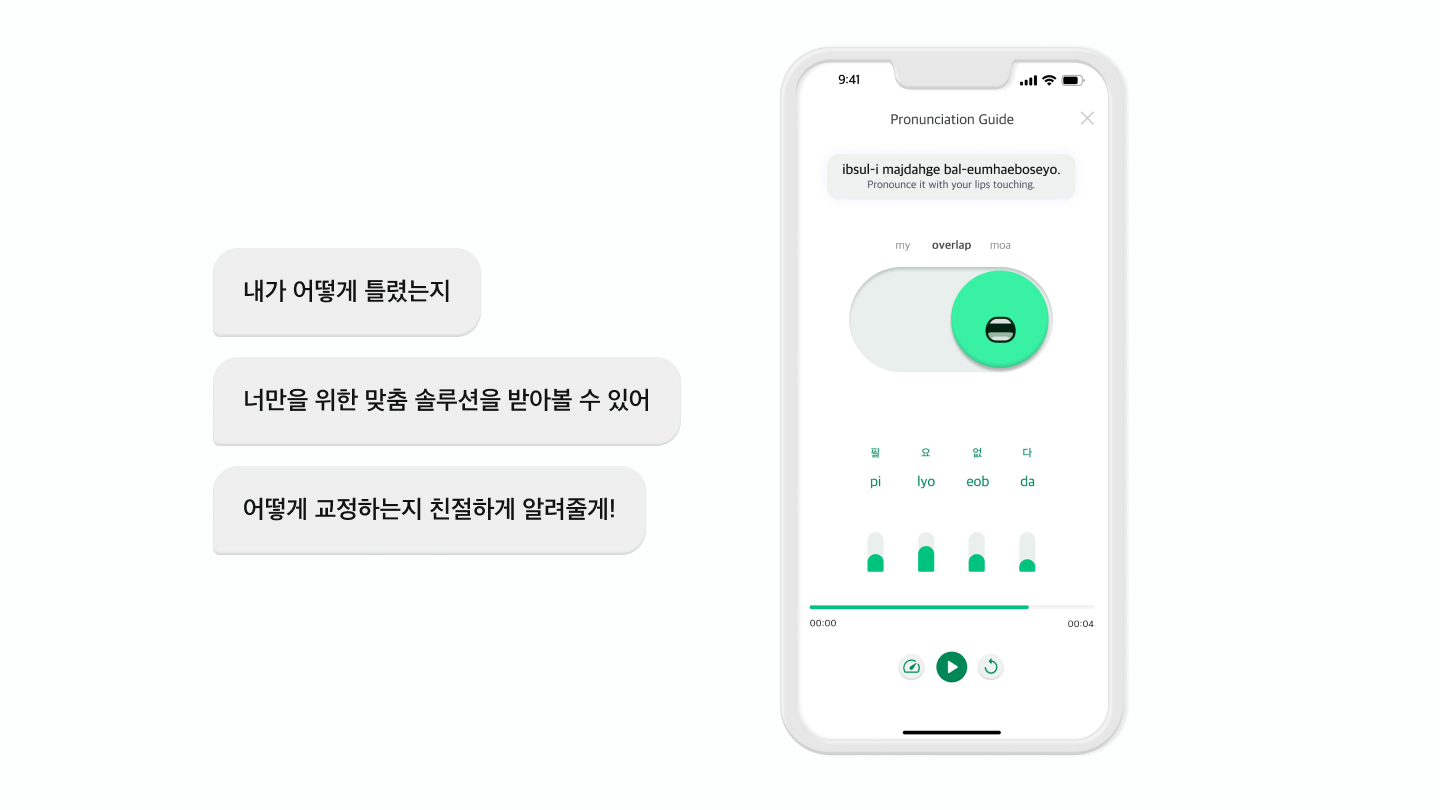 내가 어떻게 틀렸는지
너만을 위한 맞춤 솔루션을 받아볼 수 있어
어떻게 교정하는지 친절하게 알려줄게!
9:41
Pronunciation Guide
ibsul-i majdahge bal-eumhaeboseyo.
Pronounce it with your lips touching.
my overlap moa
필 요 없 다
pi lyo eob da
00:00 00:04